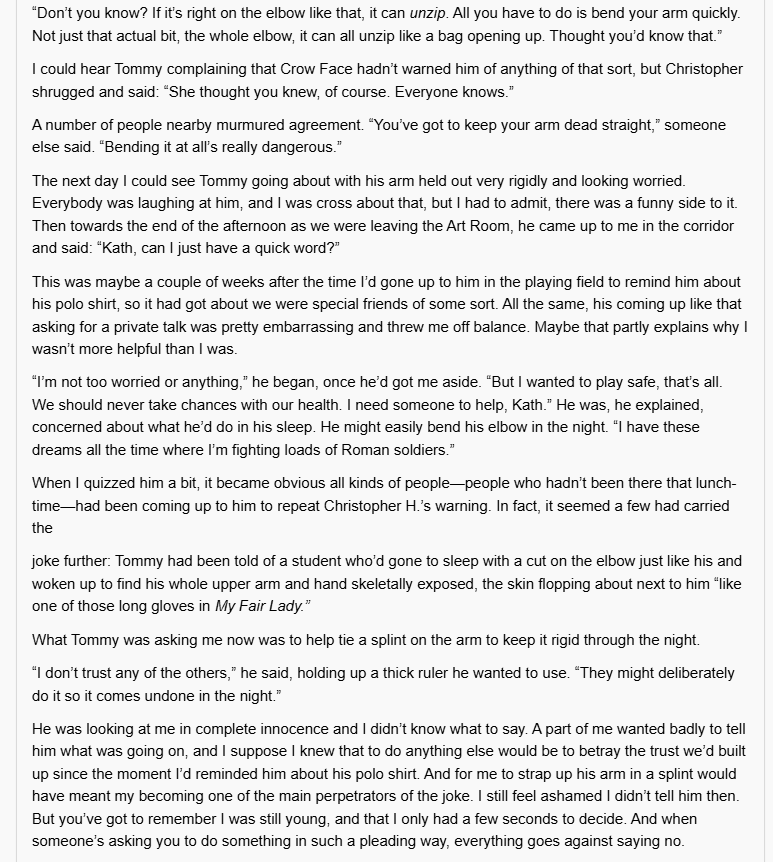 “Don’t you know? If it’s right on the elbow like that, it can unzip. All you have to do is bend your arm quickly.
Not just that actual bit, the whole elbow, it can all unzip like a bag opening up. Thought you’d know that.”
I could hear Tommy complaining that Crow Face hadn’t warned him of anything of that sort, but Christopher
shrugged and said: “She thought you knew, of course. Everyone knows.”
A number of people nearby murmured agreement. “You’ve got to keep your arm dead straight,” someone
else said. “Bending it at all’s really dangerous.”
The next day I could see Tommy going about with his arm held out very rigidly and looking worried.
Everybody was laughing at him, and I was cross about that, but I had to admit, there was a funny side to it.
Then towards the end of the afternoon as we were leaving the Art Room, he came up to me in the corridor
and said: “Kath, can I just have a quick word?”
This was maybe a couple of weeks after the time I’d gone up to him in the playing field to remind him about
his polo shirt, so it had got about we were special friends of some sort. All the same, his coming up like that
asking for a private talk was pretty embarrassing and threw me off balance. Maybe that partly explains why I
wasn’t more helpful than I was.
“I’m not too worried or anything,” he began, once he’d got me aside. “But I wanted to play safe, that’s all.
We should never take chances with our health. I need someone to help, Kath.” He was, he explained,
concerned about what he’d do in his sleep. He might easily bend his elbow in the night. “I have these
dreams all the time where I’m fighting loads of Roman soldiers.”
When I quizzed him a bit, it became obvious all kinds of people—people who hadn’t been there that lunch-
time—had been coming up to him to repeat Christopher H.’s warning. In fact, it seemed a few had carried
the
joke further: Tommy had been told of a student who’d gone to sleep with a cut on the elbow just like his and
woken up to find his whole upper arm and hand skeletally exposed, the skin flopping about next to him “like
one of those long gloves in My Fair Lady.”
What Tommy was asking me now was to help tie a splint on the arm to keep it rigid through the night.
“I don’t trust any of the others,” he said, holding up a thick ruler he wanted to use. “They might deliberately
do it so it comes undone in the night.”
He was looking at me in complete innocence and I didn’t know what to say. A part of me wanted badly to tell
him what was going on, and I suppose I knew that to do anything else would be to betray the trust we’d built
up since the moment I’d reminded him about his polo shirt. And for me to strap up his arm in a splint would
have meant my becoming one of the main perpetrators of the joke. I still feel ashamed I didn’t tell him then.
But you’ve got to remember I was still young, and that I only had a few seconds to decide. And when
someone’s asking you to do something in such a pleading way, everything goes against saying no.